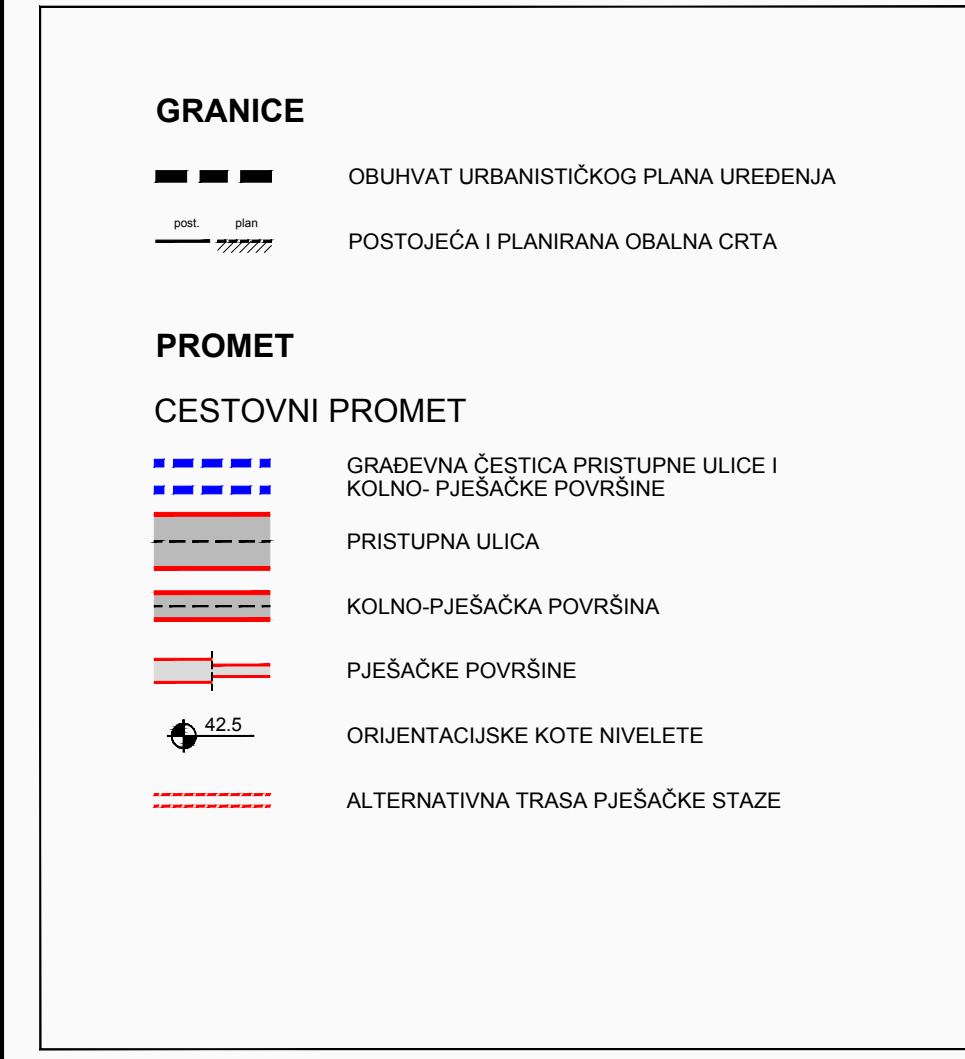 GRANICE
OBUHVAT URBANISTIČKOG PLANA UREĐENJA
post. plan
POSTOJEĆA I PLANIRANA OBALNA CRTA
PROMET
CESTOVNI PROMET
GRAĐEVNA ČESTICA PRISTUPNE ULICE I
KOLNO- PJEŠAČKE POVRŠINE
PRISTUPNA ULICA
KOLNO-PJEŠAČKA POVRŠINA
PJEŠAČKE POVRŠINE
42.5
ORIJENTACIJSKE KOTE NIVELETE
ALTERNATIVNA TRASA PJEŠAČKE STAZE